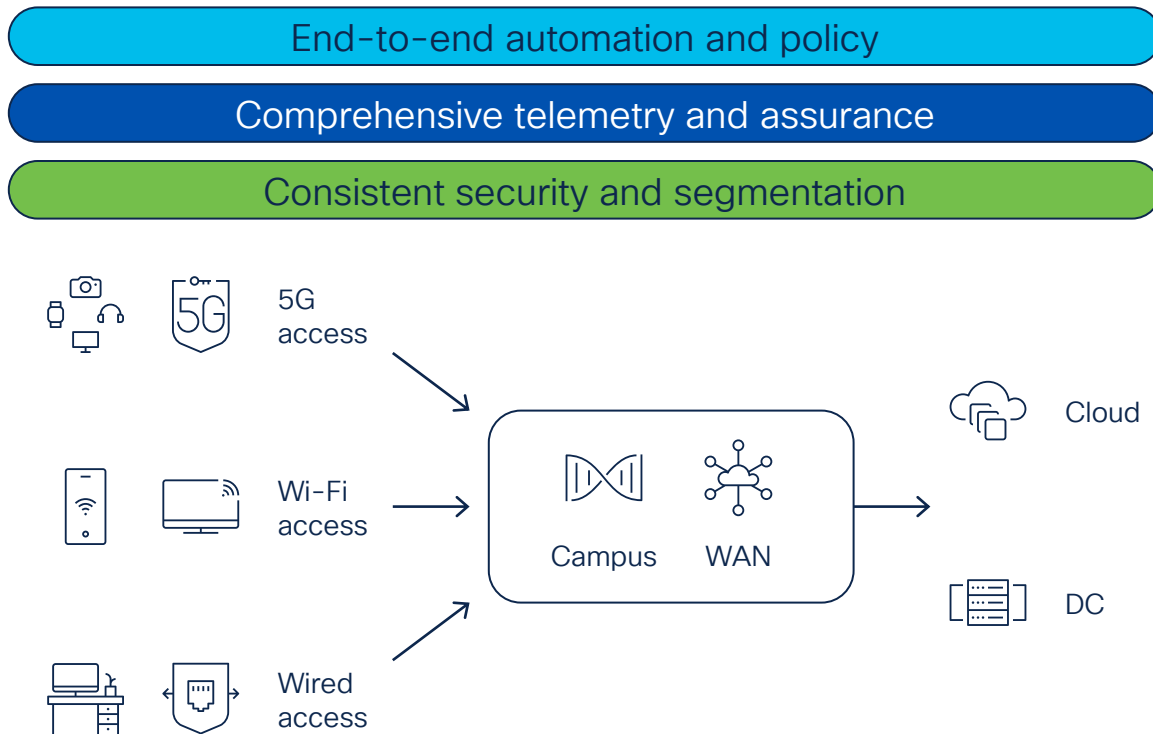 End-to-end automation and policy
Comprehensive telemetry and assurance
Consistent security and segmentation
5G
5G
access
Wi-Fi
access
Campus
WAN
Wired
access
Cloud
DC